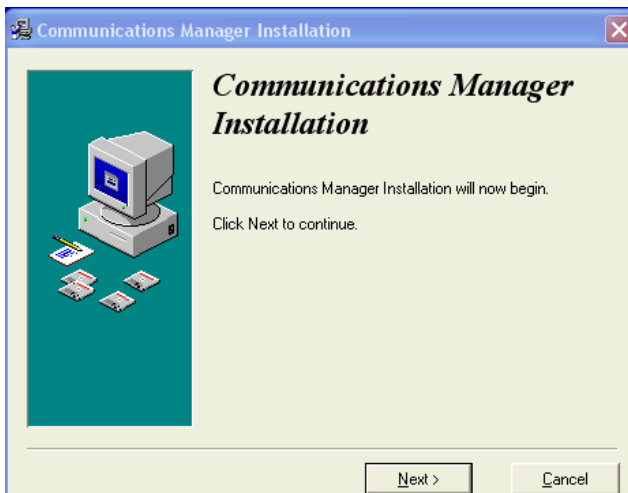 Communications Manager Installation
Communications Manager
Installation
Communications Manager Installation will now begin.
Click Next to continue.
Next >
Cancel